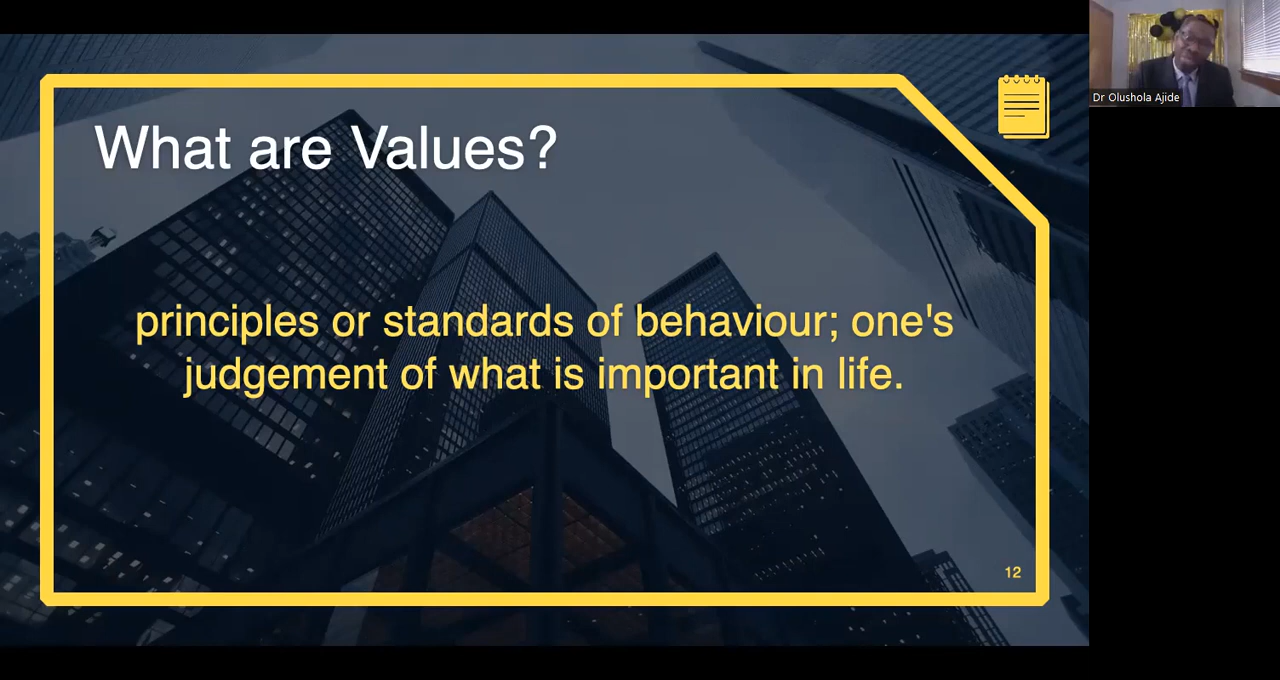 What are Values?
principles or standards of behaviour; one's
judgement of what is important in life.
12
Dr Olushola Ajide